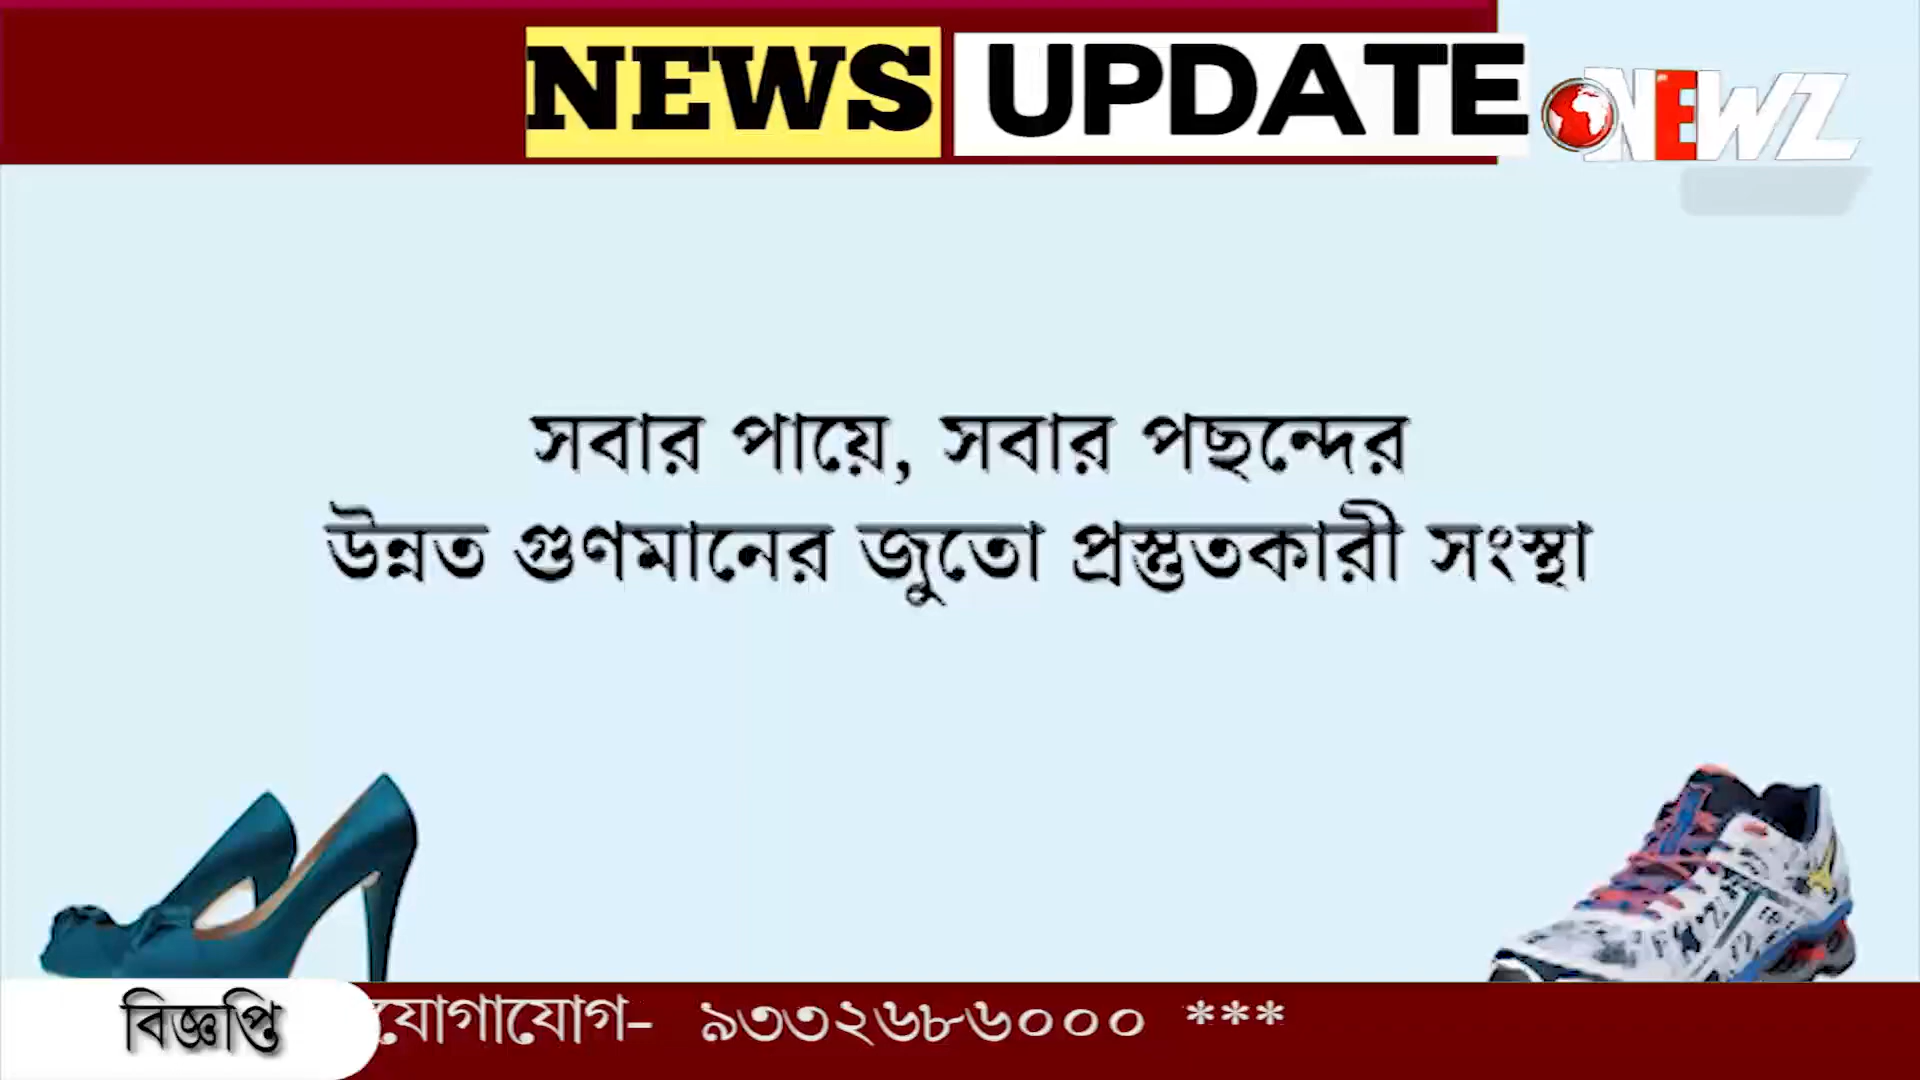 NEWS UPDATE
NEWZ
সবার পায়ে, সবার পছন্দের
উন্নত গুণমানের জুতো প্রস্তুতকারী সংস্থা
বিজ্ঞপ্তি
যোগাযোগ- ৯৩৩২৬৮৬০০০ ***